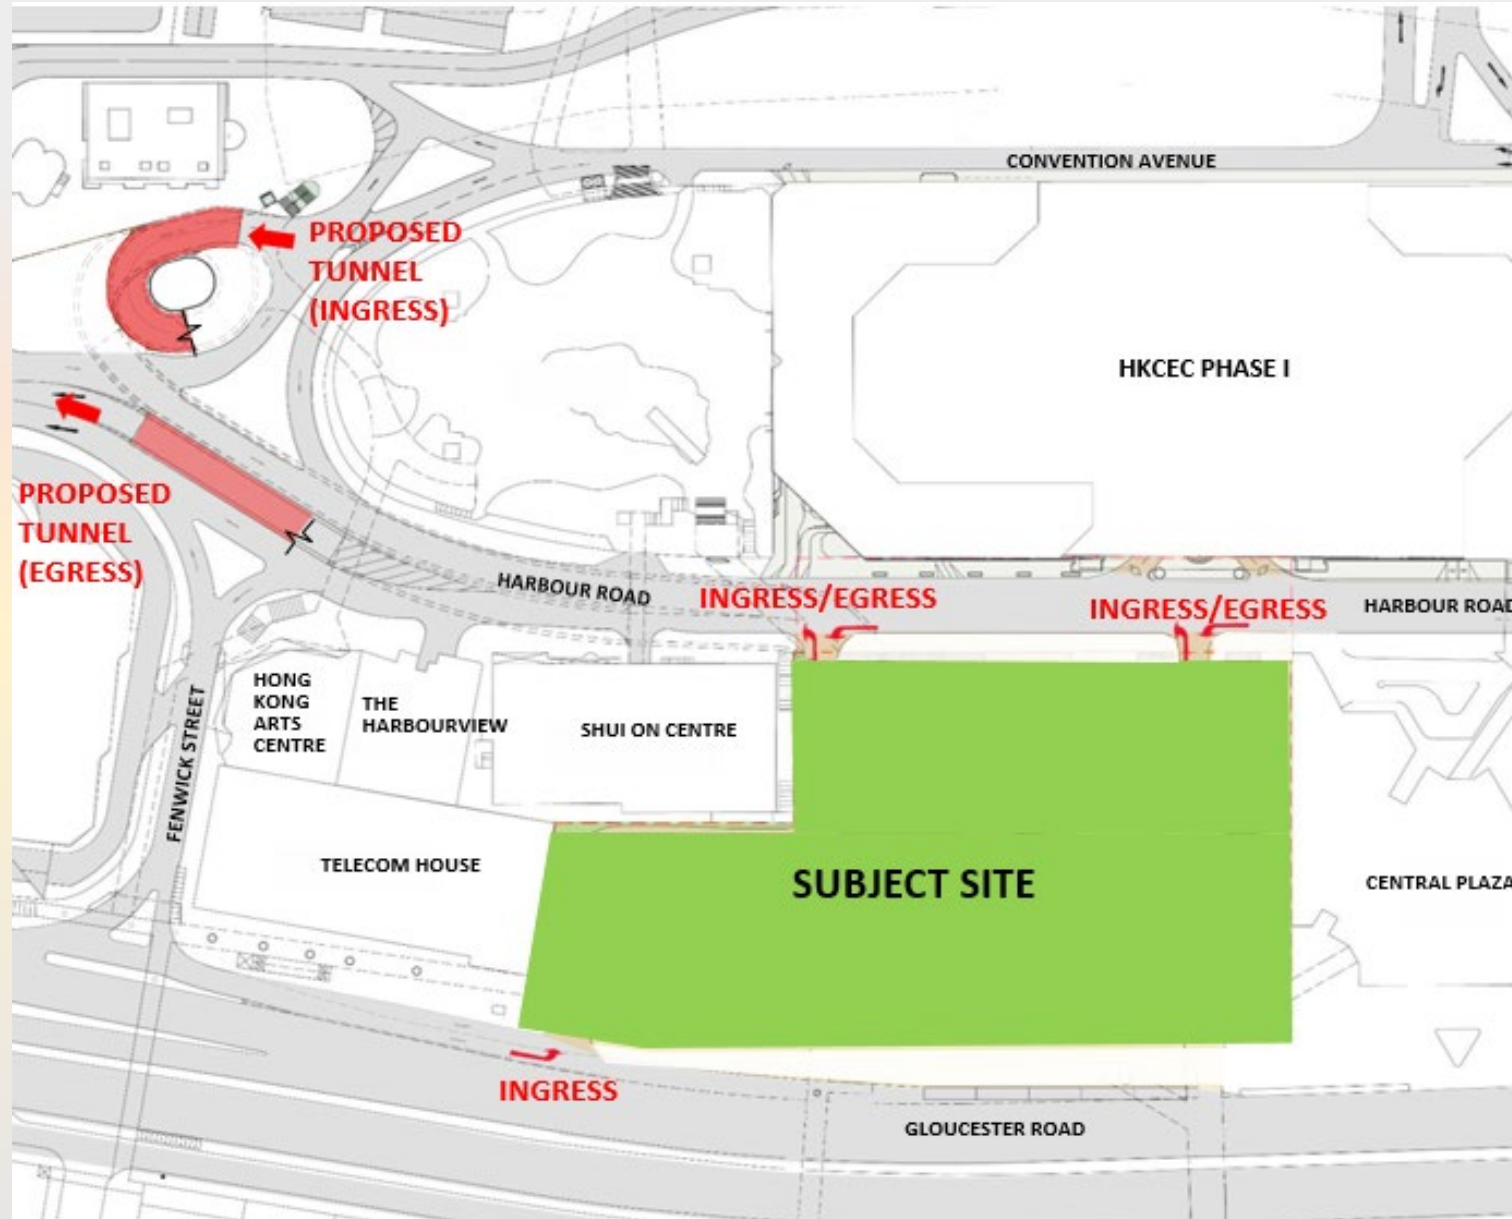 CONVENTION AVENUE
PROPOSED
TUNNEL
(INGRESS)
HKCEC PHASE I
PROPOSED
TUNNEL
(EGRESS)
HARBOUR ROAD
INGRESS/EGRESS
INGRESS/EGRESS
HARBOUR ROAD
HONG
KONG
ARTS
CENTRE
THE
HARBOURVIEW
SHUI ON CENTRE
FENWICK STREET
TELECOM HOUSE
SUBJECT SITE
CENTRAL PLAZA
INGRESS
GLOUCESTER ROAD